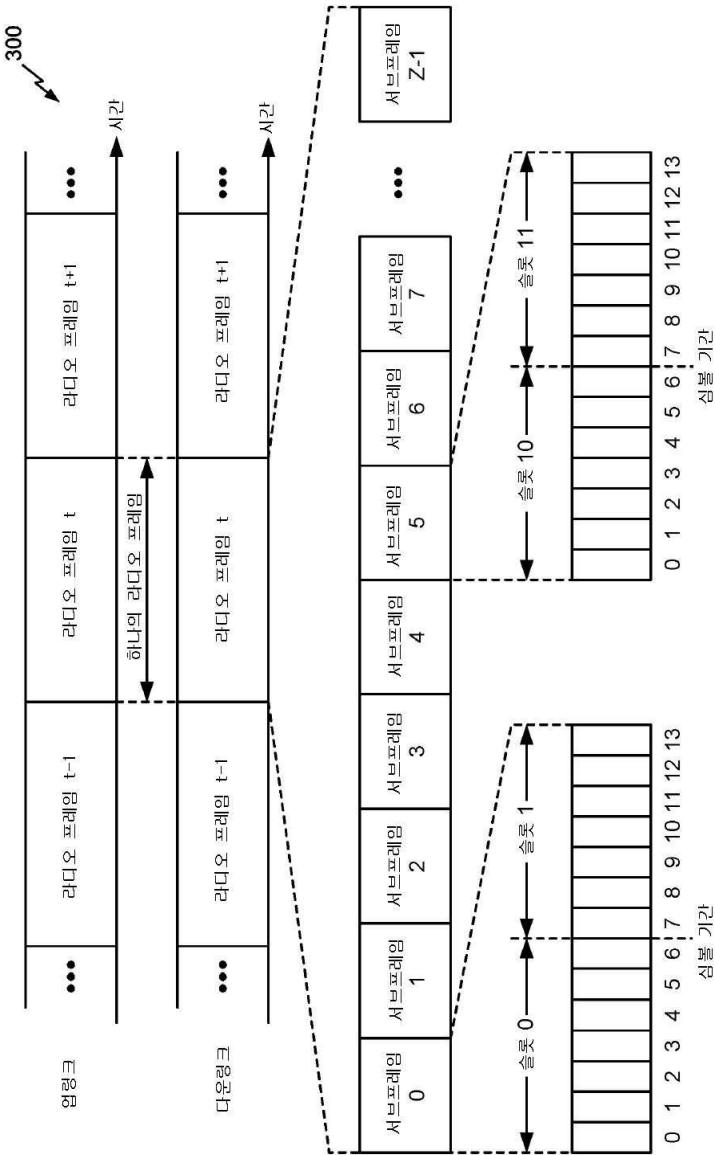 300
업링크
•••
라디오 프레임 t-1
라디오 프레임 t
라디오 프레임 t+1
•••
시간
하나의 라디오 프레임
다운링크
•••
라디오 프레임 t-1
라디오 프레임 t
라디오 프레임 t+1
•••
시간
서브프레임
0
서브프레임
1
서브프레임
2
서브프레임
3
서브프레임
4
서브프레임
5
서브프레임
6
서브프레임
7
•••
서브프레임
Z-1
슬롯 0
슬롯 1
슬롯 10
슬롯 11
0 1 2 3 4 5 6 7 8 9 10 11 12 13
심볼 기간
0 1 2 3 4 5 6 7 8 9 10 11 12 13
심볼 기간